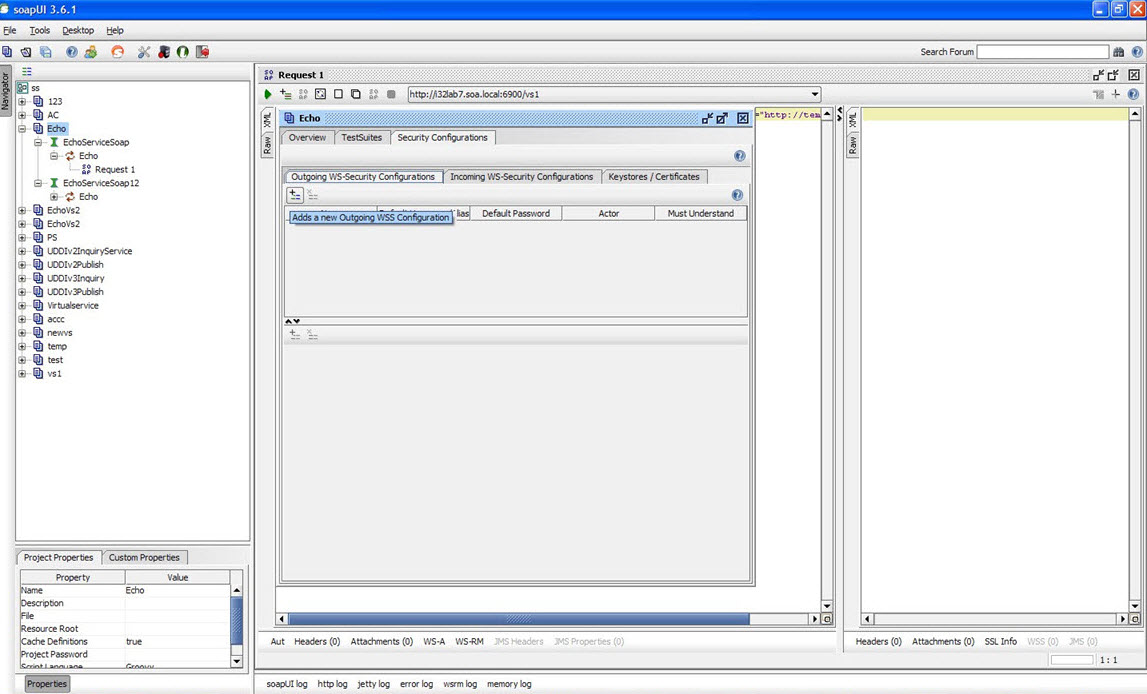 soapUI 3.6.1
File Tools Desktop Help
Search Forum
Navigator
ss
123
AC
Echo
EchoServiceSoap
Echo
Request 1
EchoServiceSoap12
Echo
EchoVs2
EchoVs2
PS
UDDIv2InquiryService
UDDIv2Publish
UDDIv3Inquiry
UDDIv3Publish
Virtualservice
accc
newvs
temp
test
vs1
Project Properties Custom Properties
Property Value
Name Echo
Description
File
Resource Root
Cache Definitions true
Project Password
Script Language Groovy
Properties
Request 1
http://i32lab7.soa.local:6900/vs1
XML
Raw
Echo
="http://tem
Overview TestSuites Security Configurations
Outgoing WS-Security Configurations Incoming WS-Security Configurations Keystores / Certificates
Default Password Actor Must Understand
Adds a new Outgoing WSS Configuration
XML
Raw
Aut Headers (0) Attachments (0) WS-A WS-RM JMS Headers JMS Properties (0)
Headers (0) Attachments (0) SSL Info WSS (0) JMS (0)
1 : 1
soapUI log http log jetty log error log wsrm log memory log